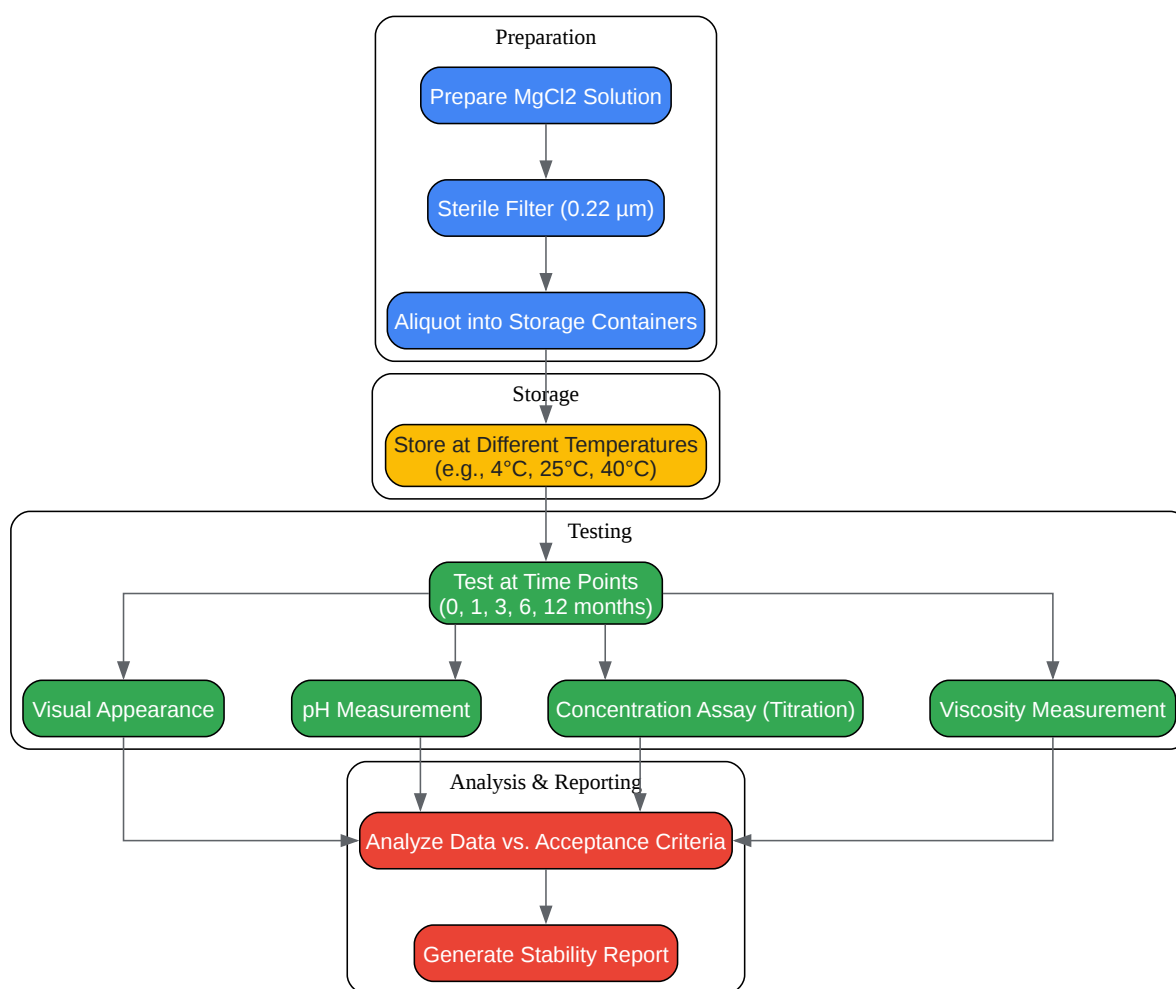 Preparation
Prepare MgCl2 Solution
Sterile Filter (0.22 µm)
Aliquot into Storage Containers
Storage
Store at Different Temperatures
(e.g., 4°C, 25°C, 40°C)
Testing
Test at Time Points
(0, 1, 3, 6, 12 months)
Visual Appearance
pH Measurement
Concentration Assay (Titration)
Viscosity Measurement
Analysis & Reporting
Analyze Data vs. Acceptance Criteria
Generate Stability Report